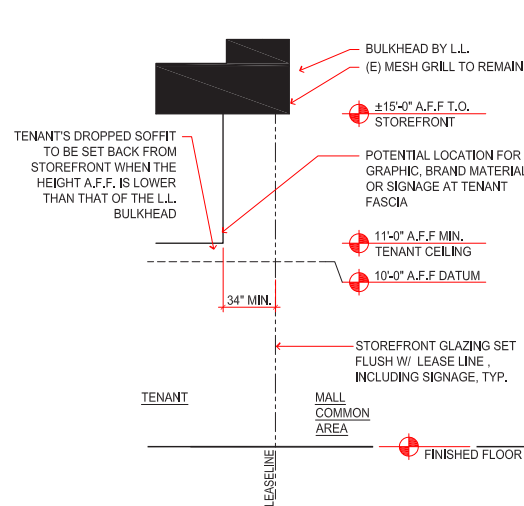 BULKHEAD BY L.L.
(E) MESH GRILL TO REMAIN
±15'-0" A.F.F T.O.
STOREFRONT
TENANT'S DROPPED SOFFIT
TO BE SET BACK FROM
STOREFRONT WHEN THE
HEIGHT A.F.F. IS LOWER
THAN THAT OF THE L.L.
BULKHEAD
POTENTIAL LOCATION FOR
GRAPHIC, BRAND MATERIAL
OR SIGNAGE AT TENANT
FASCIA
11'-0" A.F.F MIN.
TENANT CEILING
10'-0" A.F.F DATUM
34" MIN.
STOREFRONT GLAZING SET
FLUSH W/ LEASE LINE ,
INCLUDING SIGNAGE, TYP.
TENANT
MALL
COMMON
AREA
FINISHED FLOOR
LEASELINE